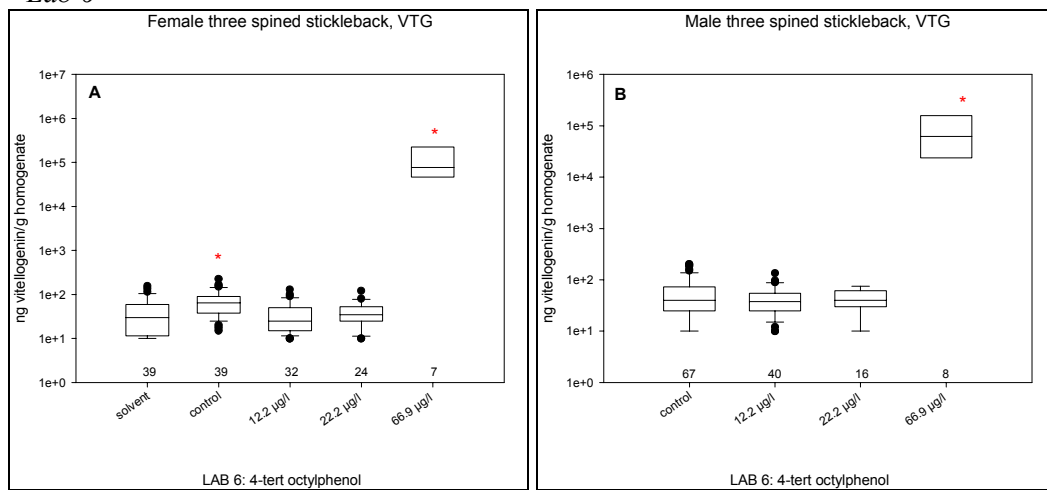 Female three spined stickleback, VTG
A
ng vitellogenin/g homogenate
1e+7
1e+6
1e+5
1e+4
1e+3
1e+2
1e+1
1e+0
*
*
39
39
32
24
7
solvent
control
12.2 µg/l
22.2 µg/l
66.9 µg/l
LAB 6: 4-tert octylphenol
Male three spined stickleback, VTG
B
ng vitellogenin/g homogenate
1e+6
1e+5
1e+4
1e+3
1e+2
1e+1
1e+0
*
67
40
16
8
control
12.2 µg/l
22.2 µg/l
66.9 µg/l
LAB 6: 4-tert octylphenol